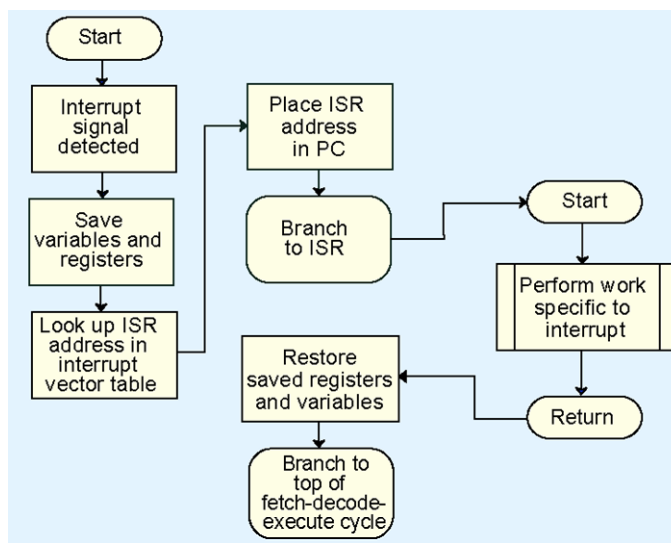 Start
Interrupt
signal
detected
Save
variables and
registers
Look up ISR
address in
interrupt
vector table
Place ISR
address
in PC
Branch
to ISR
Start
Perform work
specific to
interrupt
Return
Restore
saved registers
and variables
Branch to
top of
fetch-decode-
execute cycle